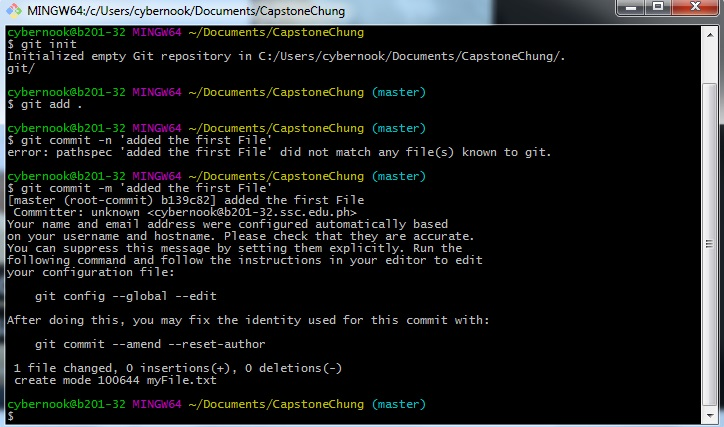 MINGW64:/c/Users/cybernook/Documents/CapstoneChung
cybernook@b201-32 MINGW64 ~/Documents/CapstoneChung
$ git init
Initialized empty Git repository in C:/Users/cybernook/Documents/CapstoneChung/.
git/
cybernook@b201-32 MINGW64 ~/Documents/CapstoneChung (master)
$ git add .
cybernook@b201-32 MINGW64 ~/Documents/CapstoneChung (master)
$ git commit -n 'added the first File'
error: pathspec 'added the first File' did not match any file(s) known to git.
cybernook@b201-32 MINGW64 ~/Documents/CapstoneChung (master)
$ git commit -m 'added the first File'
[master (root-commit) b139c82] added the first File
 Committer: unknown <cybernook@b201-32.ssc.edu.ph>
Your name and email address were configured automatically based
on your username and hostname. Please check that they are accurate.
You can suppress this message by setting them explicitly. Run the
following command and follow the instructions in your editor to edit
your configuration file:
    git config --global --edit
After doing this, you may fix the identity used for this commit with:
    git commit --amend --reset-author
 1 file changed, 0 insertions(+), 0 deletions(-)
 create mode 100644 myFile.txt
cybernook@b201-32 MINGW64 ~/Documents/CapstoneChung (master)
$